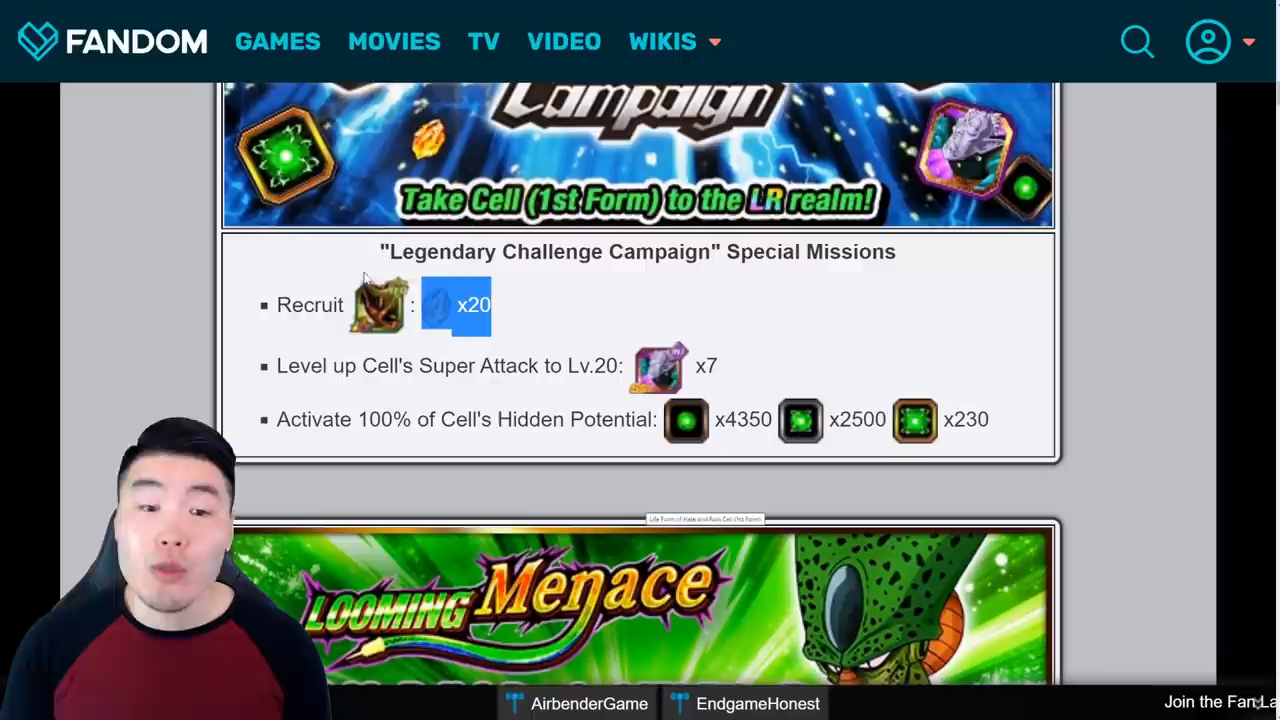 FANDOM GAMES MOVIES TV VIDEO WIKIS
Campaign
Take Cell (1st Form) to the LR realm!
"Legendary Challenge Campaign" Special Missions
Recruit : x20
Level up Cell's Super Attack to Lv.20: x7
Activate 100% of Cell's Hidden Potential: x4350 x2500 x230
LOOMING Menace
AirbenderGame EndgameHonest
Join the Fan La